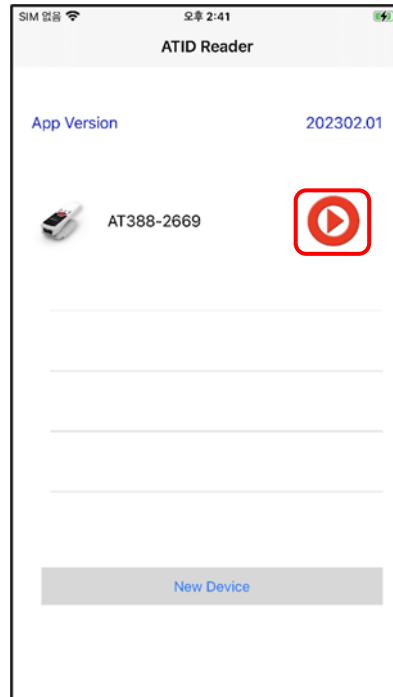 SIM 없음 오후 2:41
ATID Reader
App Version 202302.01
AT388-2669
New Device